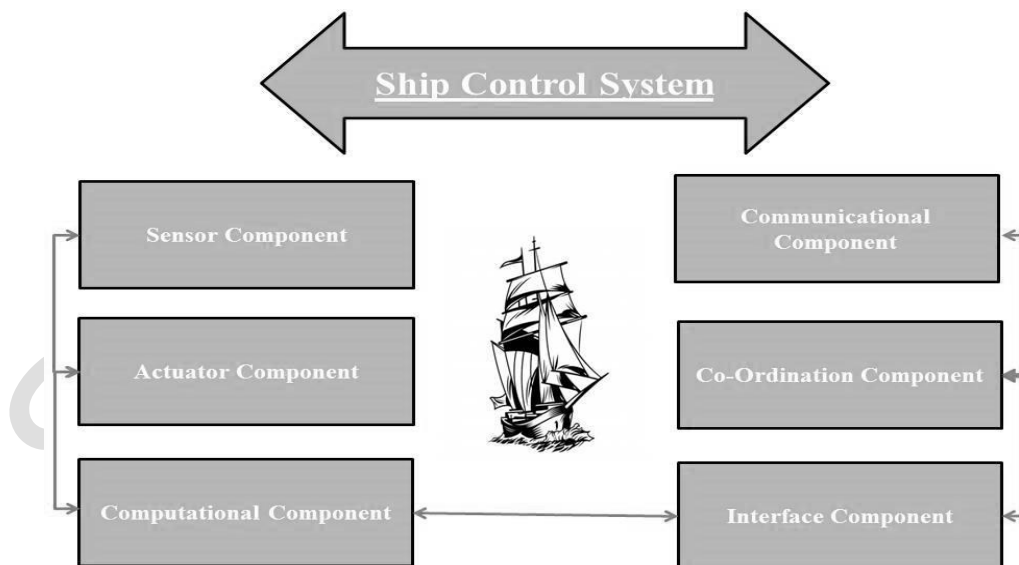 Ship Control System
Sensor Component
Communicational
Component
Actuator Component
Co-Ordination Component
Computational Component
Interface Component